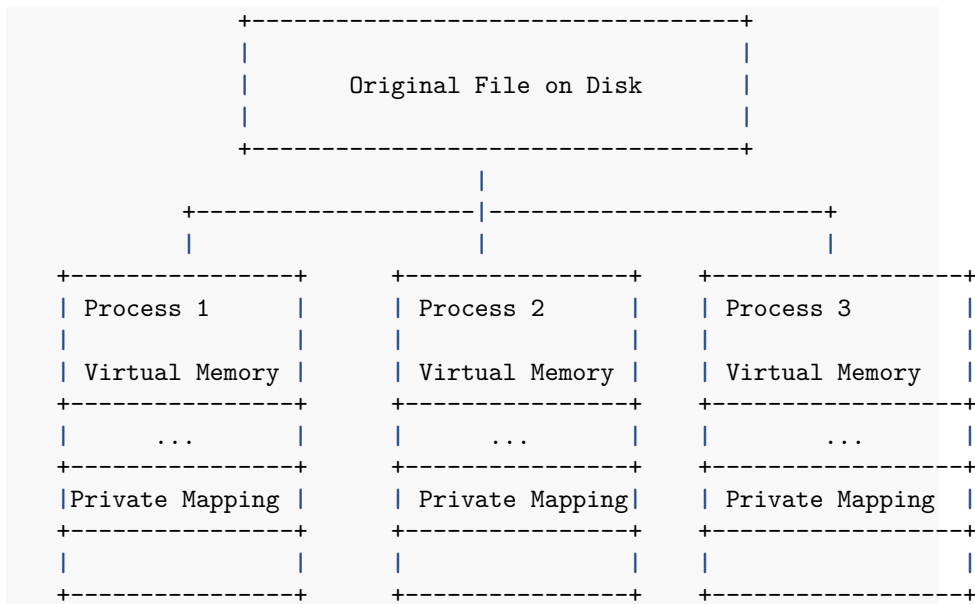 +-----------------------------------+
|                                   |
|       Original File on Disk       |
|                                   |
+-----------------------------------+
                 |
+--------------------|------------------------+
|                    |                        |
+----------------+      +----------------+    +------------------+
| Process 1      |      | Process 2      |    | Process 3        |
|                |      |                |    |                  |
| Virtual Memory |      | Virtual Memory |    | Virtual Memory   |
+----------------+      +----------------+    +------------------+
|      ...       |      |      ...       |    |        ...       |
+----------------+      +----------------+    +------------------+
|Private Mapping |      | Private Mapping|    | Private Mapping  |
+----------------+      +----------------+    +------------------+
|                |      |                |    |                  |
+----------------+      +----------------+    +------------------+